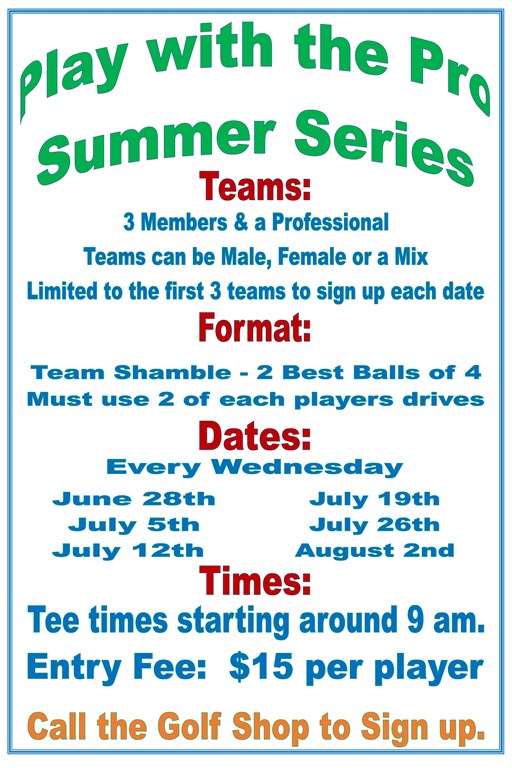 Play with the Pro
Summer Series
Teams:
3 Members & a Professional
Teams can be Male, Female or a Mix
Limited to the first 3 teams to sign up each date
Format:
Team Shamble - 2 Best Balls of 4
Must use 2 of each players drives
Dates:
Every Wednesday
June 28th July 19th
July 5th July 26th
July 12th August 2nd
Times:
Tee times starting around 9 am.
Entry Fee: $15 per player
Call the Golf Shop to Sign up.